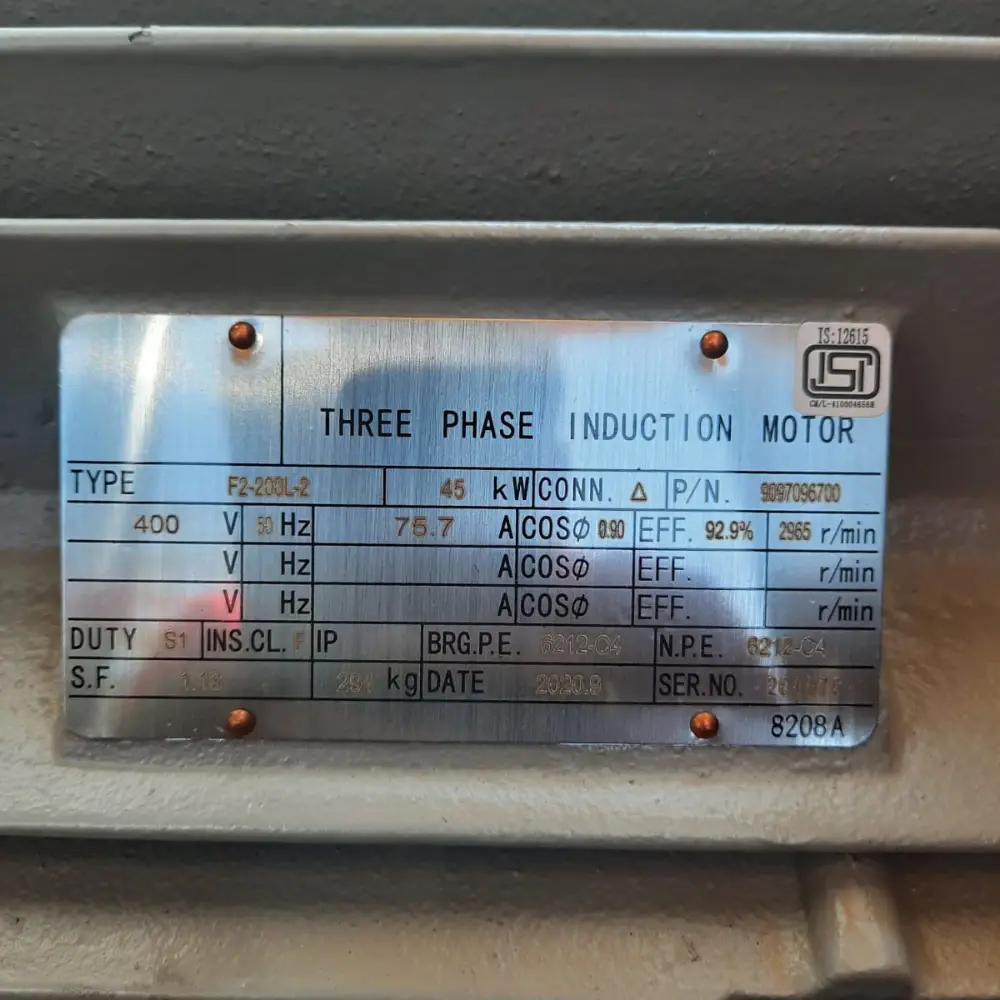 IS:12615
ISI
CM/L-4100046568
THREE PHASE INDUCTION MOTOR
TYPE F2-200L-2 45 kW CONN. Δ P/N. 9097096700
400 V 50 Hz 75.7 A COSØ 0.90 EFF. 92.9% 2965 r/min
V Hz A COSØ EFF. r/min
V Hz A COSØ EFF. r/min
DUTY S1 INS.CL. F IP BRG.P.E. 6212-C4 N.P.E. 6212-C4
S.F. kg DATE 2020.9 SER.NO.
8208A